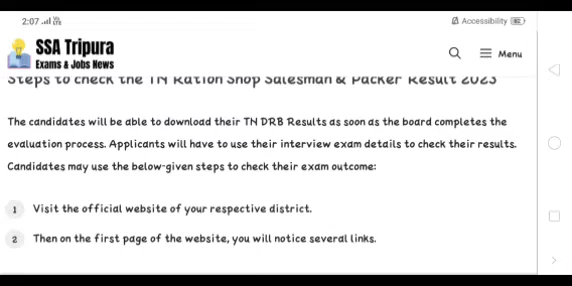 2:07
Accessibility
SSA Tripura
Exams & Jobs News
Menu
Steps to check the TN Ration Shop Salesman & Packer Result 2023
The candidates will be able to download their TN DRB Results as soon as the board completes the
evaluation process. Applicants will have to use their interview exam details to check their results.
Candidates may use the below-given steps to check their exam outcome:
1 Visit the official website of your respective district.
2 Then on the first page of the website, you will notice several links.